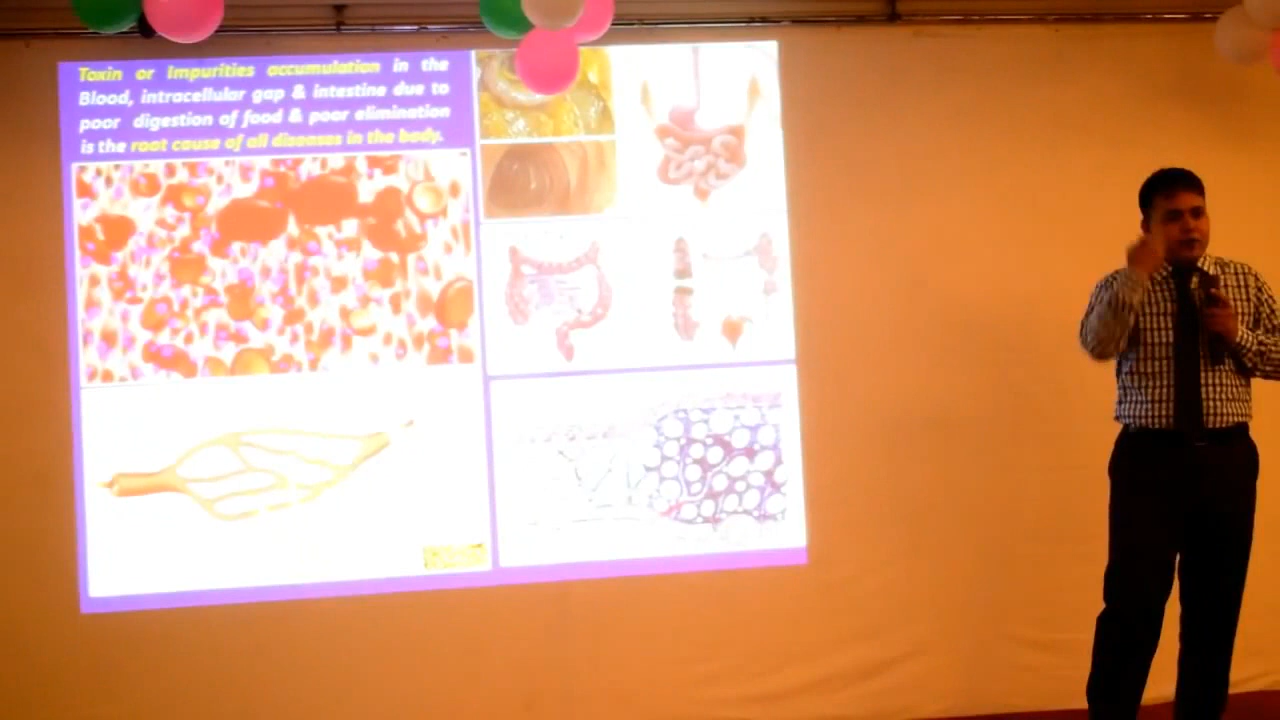 Toxin or Impurities accumulation in the
Blood, intracellular gap & intestine due to
poor digestion of food & poor elimination
is the root cause of all diseases in the body.